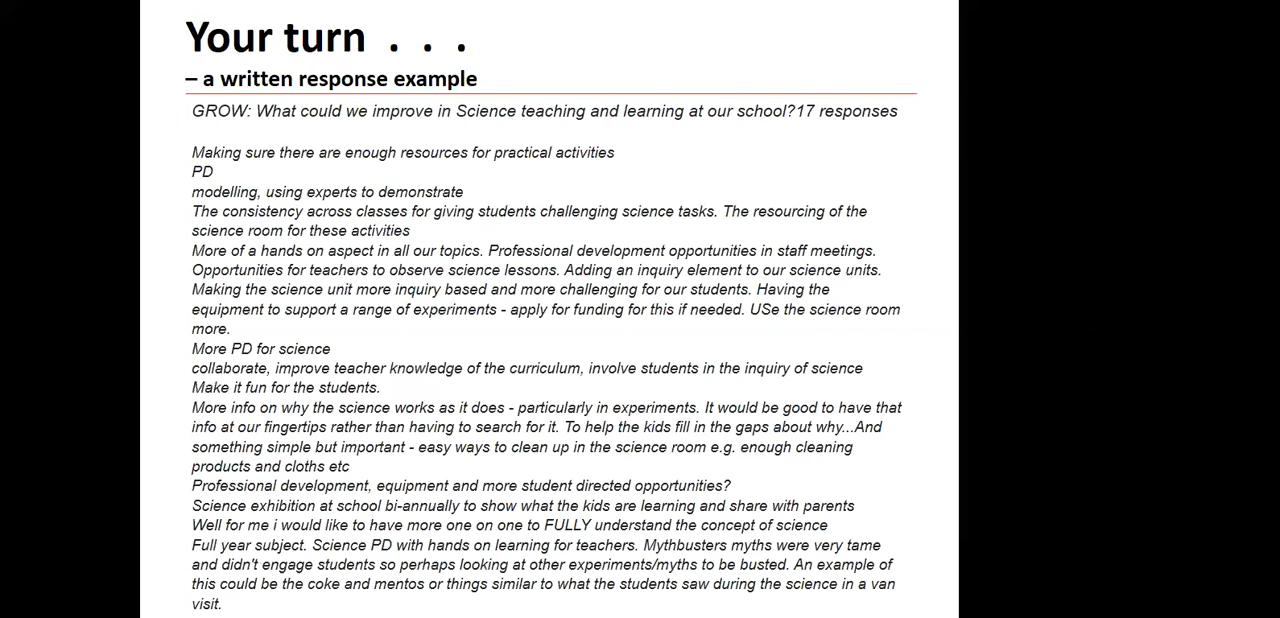 Your turn . . .
– a written response example
GROW: What could we improve in Science teaching and learning at our school?17 responses
Making sure there are enough resources for practical activities
PD
modelling, using experts to demonstrate
The consistency across classes for giving students challenging science tasks. The resourcing of the
science room for these activities
More of a hands on aspect in all our topics. Professional development opportunities in staff meetings.
Opportunities for teachers to observe science lessons. Adding an inquiry element to our science units.
Making the science unit more inquiry based and more challenging for our students. Having the
equipment to support a range of experiments - apply for funding for this if needed. USe the science room
more.
More PD for science
collaborate, improve teacher knowledge of the curriculum, involve students in the inquiry of science
Make it fun for the students.
More info on why the science works as it does - particularly in experiments. It would be good to have that
info at our fingertips rather than having to search for it. To help the kids fill in the gaps about why...And
something simple but important - easy ways to clean up in the science room e.g. enough cleaning
products and cloths etc
Professional development, equipment and more student directed opportunities?
Science exhibition at school bi-annually to show what the kids are learning and share with parents
Well for me i would like to have more one on one to FULLY understand the concept of science
Full year subject. Science PD with hands on learning for teachers. Mythbusters myths were very tame
and didn't engage students so perhaps looking at other experiments/myths to be busted. An example of
this could be the coke and mentos or things similar to what the students saw during the science in a van
visit.